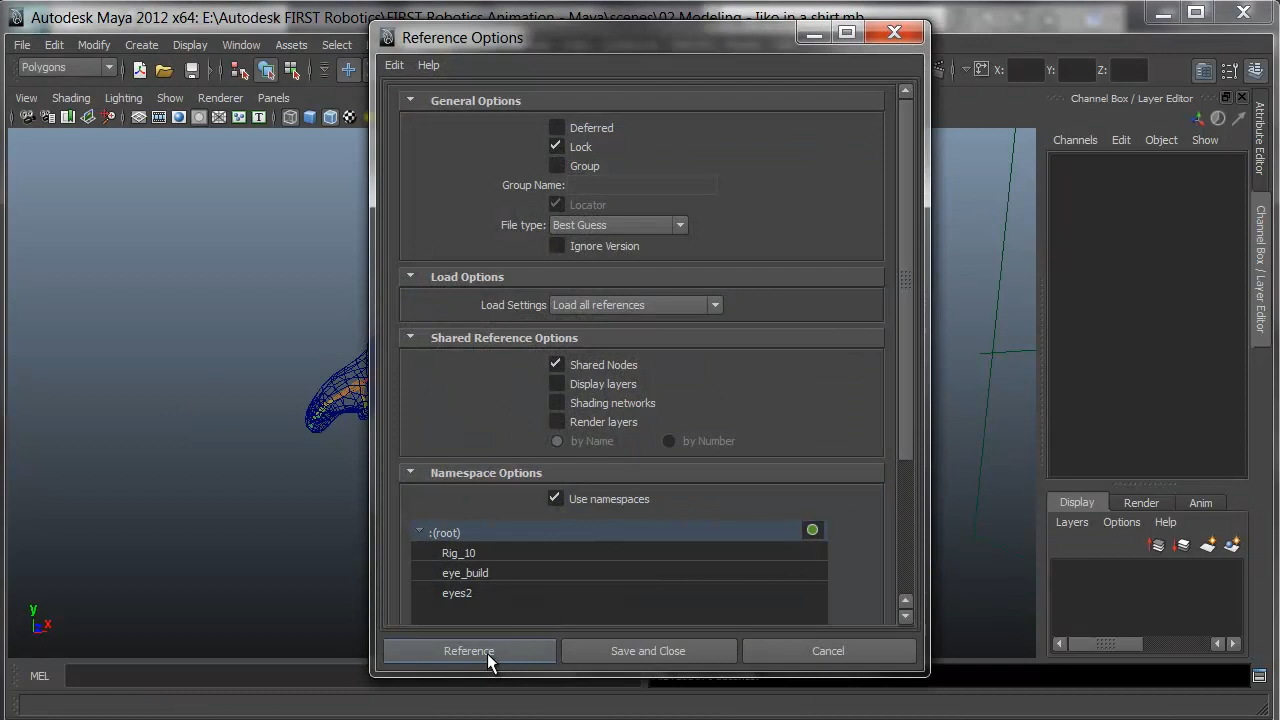 Autodesk Maya 2012 x64: E:\Autodesk FIRST Robotics\FIRST Robotics Animation - Maya\scenes\02 Modeling - Jiko in a shirt.mb
Reference Options
File Edit Modify Create Display Window Assets Select
Edit Help
Polygons
X: Y: Z:
View Shading Lighting Show Renderer Panels
Channel Box / Layer Editor
General Options
Deferred
Channels Edit Object Show
Lock
Group
Group Name:
Locator
File type: Best Guess
Ignore Version
Attribute Editor
Channel Box / Layer Editor
Load Options
Load Settings Load all references
Shared Reference Options
Shared Nodes
Display layers
Shading networks
Render layers
by Name by Number
Namespace Options
Use namespaces
Display Render Anim
Layers Options Help
:(root)
Rig_10
eye_build
eyes2
y
x
Reference Save and Close Cancel
MEL